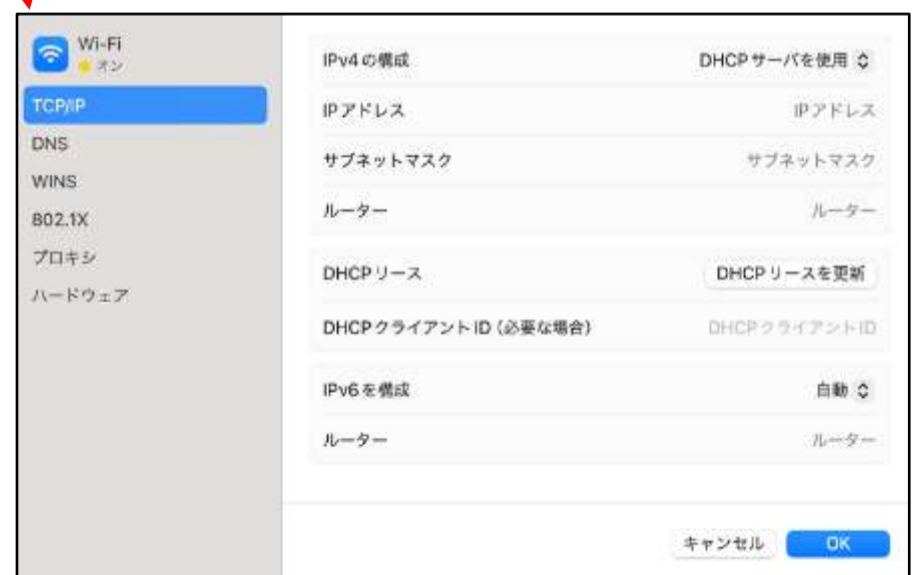 Wi-Fi
オン
TCP/IP
DNS
WINS
802.1X
プロキシ
ハードウェア
IPv4の構成 DHCPサーバを使用
IPアドレス IPアドレス
サブネットマスク サブネットマスク
ルーター ルーター
DHCPリース DHCPリースを更新
DHCPクライアントID（必要な場合） DHCPクライアントID
IPv6を構成 自動
ルーター ルーター
キャンセル OK